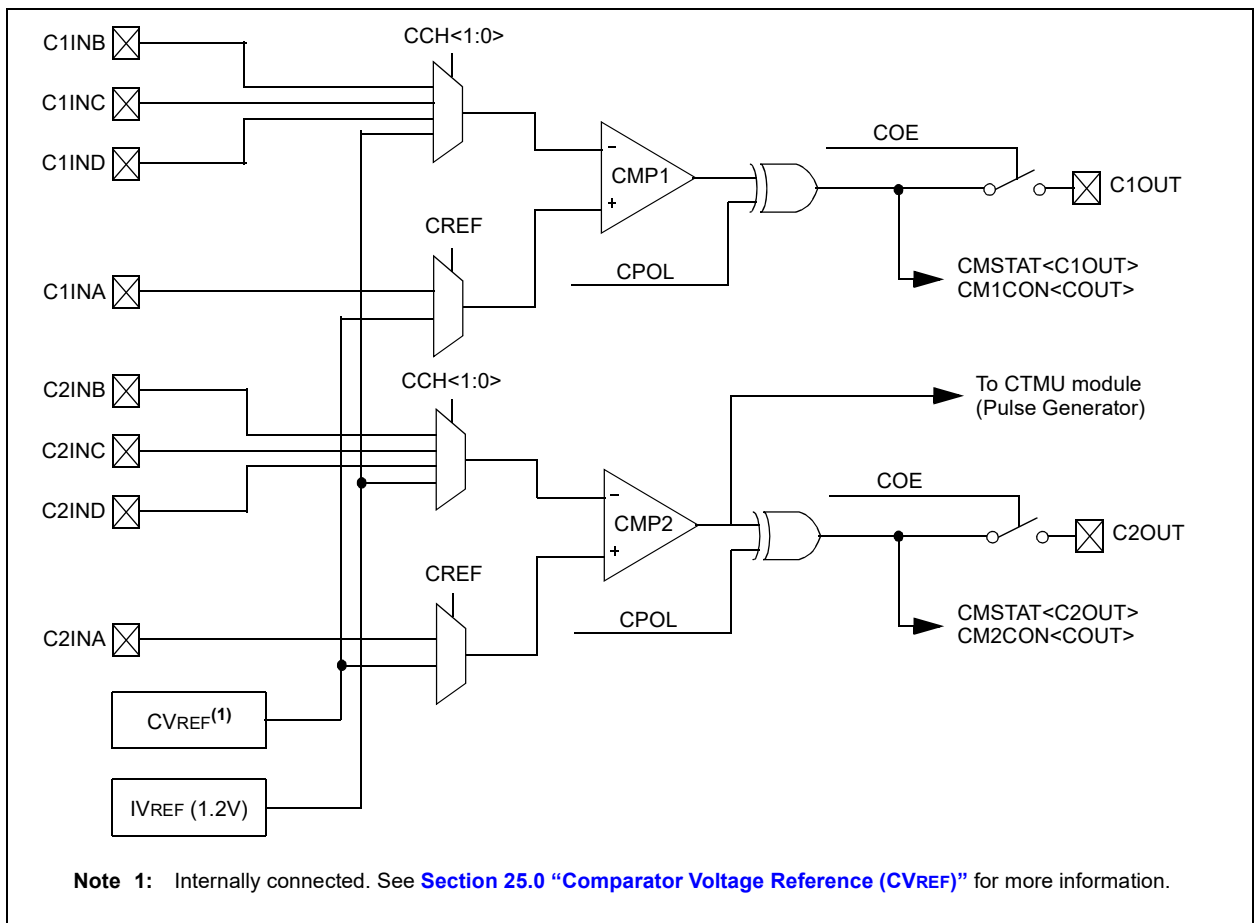 C1INB
CCH<1:0>
C1INC
C1IND
COE
−
CMP1
+
C1OUT
CREF
CPOL
C1INA
CMSTAT<C1OUT>
CM1CON<COUT>
C2INB
CCH<1:0>
To CTMU module
(Pulse Generator)
C2INC
C2IND
COE
−
CMP2
+
C2OUT
CREF
CPOL
C2INA
CMSTAT<C2OUT>
CM2CON<COUT>
CVREF(1)
IVREF (1.2V)
Note 1: Internally connected. See Section 25.0 “Comparator Voltage Reference (CVREF)” for more information.